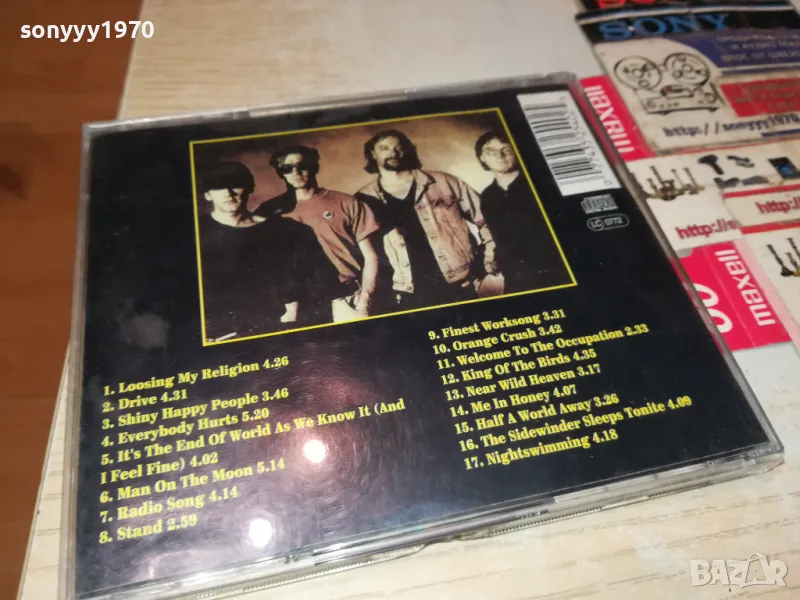 sonyyy1970
SONY
maxell
http://sonyyy1970
http://
maxell
LC 0772
1. Loosing My Religion 4.26
2. Drive 4.31
3. Shiny Happy People 3.46
4. Everybody Hurts 5.20
5. It's The End Of World As We Know It (And
I Feel Fine) 4.02
6. Man On The Moon 5.14
7. Radio Song 4.14
8. Stand 2.59
9. Finest Worksong 3.31
10. Orange Crush 3.42
11. Welcome To The Occupation 2.33
12. King Of The Birds 4.35
13. Near Wild Heaven 3.17
14. Me In Honey 4.07
15. Half A World Away 3.26
16. The Sidewinder Sleeps Tonite 4.09
17. Nightswimming 4.18
BAZAR